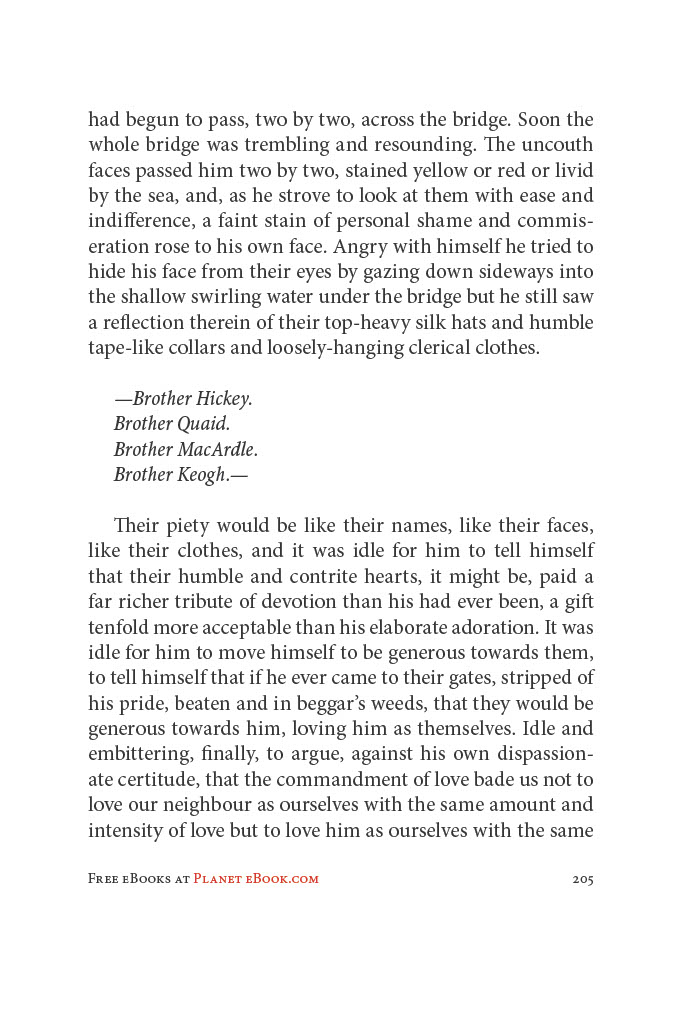 had begun to pass, two by two, across the bridge. Soon the
whole bridge was trembling and resounding. The uncouth
faces passed him two by two, stained yellow or red or livid
by the sea, and, as he strove to look at them with ease and
indifference, a faint stain of personal shame and commis-
eration rose to his own face. Angry with himself he tried to
hide his face from their eyes by gazing down sideways into
the shallow swirling water under the bridge but he still saw
a reflection therein of their top-heavy silk hats and humble
tape-like collars and loosely-hanging clerical clothes.
—Brother Hickey.
Brother Quaid.
Brother MacArdle.
Brother Keogh.—
Their piety would be like their names, like their faces,
like their clothes, and it was idle for him to tell himself
that their humble and contrite hearts, it might be, paid a
far richer tribute of devotion than his had ever been, a gift
tenfold more acceptable than his elaborate adoration. It was
idle for him to move himself to be generous towards them,
to tell himself that if he ever came to their gates, stripped of
his pride, beaten and in beggar’s weeds, that they would be
generous towards him, loving him as themselves. Idle and
embittering, finally, to argue, against his own dispassion-
ate certitude, that the commandment of love bade us not to
love our neighbour as ourselves with the same amount and
intensity of love but to love him as ourselves with the same
Free eBooks at Planet eBook.com 205